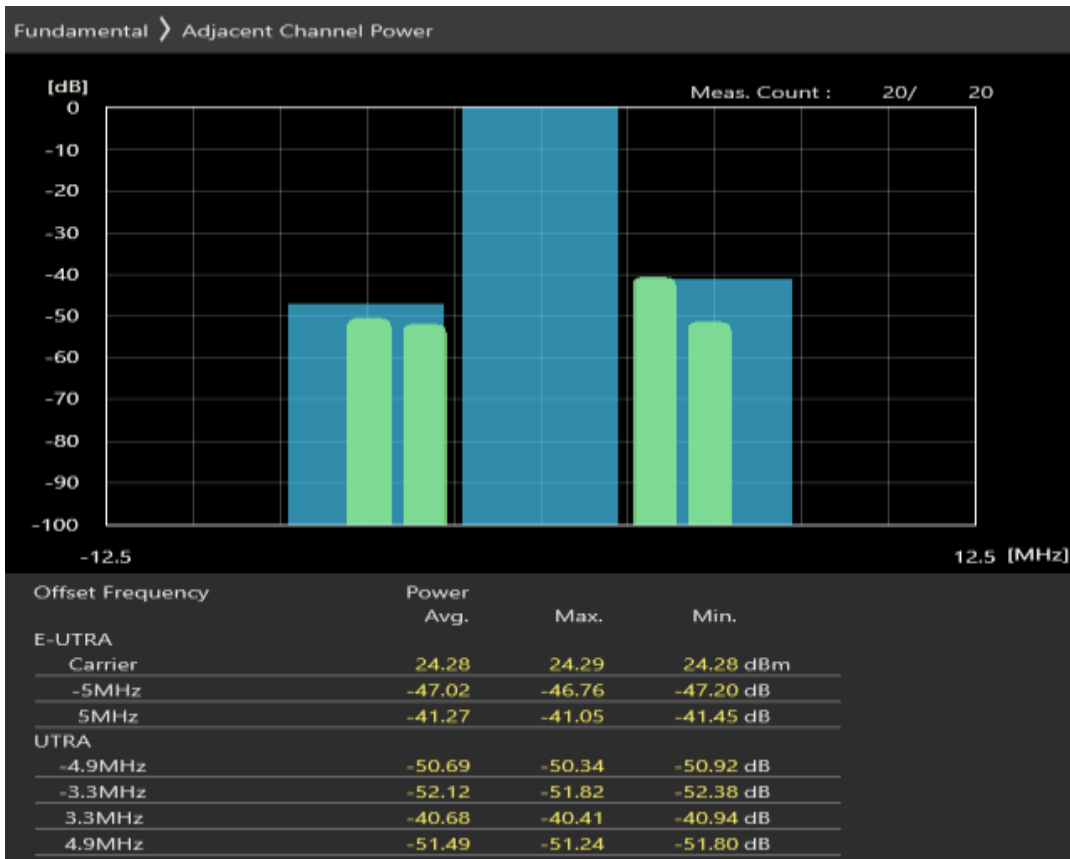 Fundamental 》 Adjacent Channel Power
[dB]
Meas. Count : 20/ 20
0
-10
-20
-30
-40
-50
-60
-70
-80
-90
-100
-12.5 12.5 [MHz]
Offset Frequency Power
Avg. Max. Min.
E-UTRA
Carrier 24.28 24.29 24.28 dBm
-5MHz -47.02 -46.76 -47.20 dB
5MHz -41.27 -41.05 -41.45 dB
UTRA
-4.9MHz -50.69 -50.34 -50.92 dB
-3.3MHz -52.12 -51.82 -52.38 dB
3.3MHz -40.68 -40.41 -40.94 dB
4.9MHz -51.49 -51.24 -51.80 dB